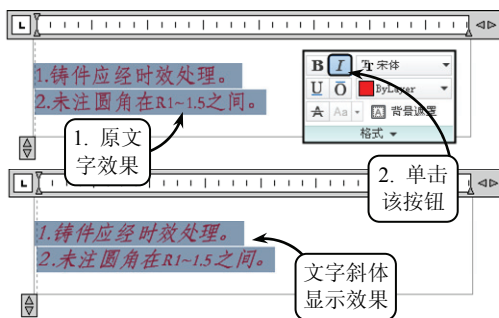 L
1.铸件应经时效处理。
2.未注圆角在R1~1.5之间。
B I 宋体
U O ByLayer
A Aa A 背景遮罩
格式
1. 原文
字效果
2. 单击
该按钮
L
1.铸件应经时效处理。
2.未注圆角在R1~1.5之间。
文字斜体
显示效果